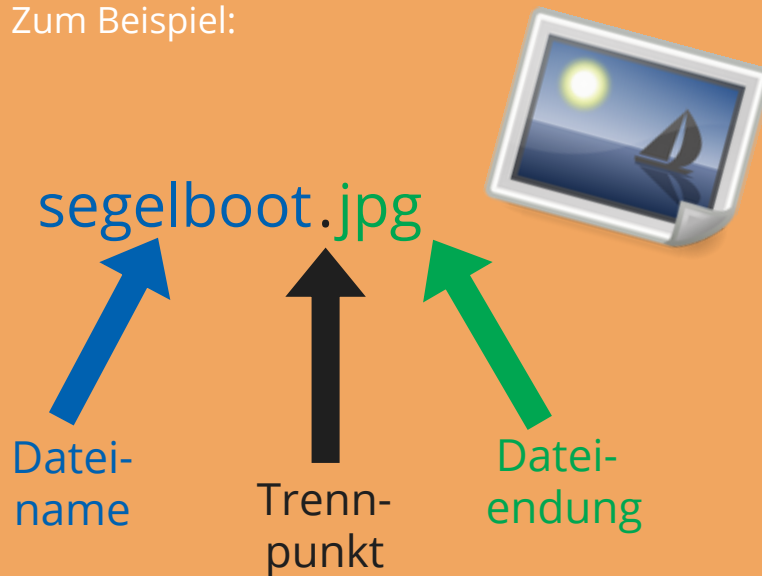 Zum Beispiel:
segelboot.jpg
Datei-
name
Trenn-
punkt
Datei-
endung